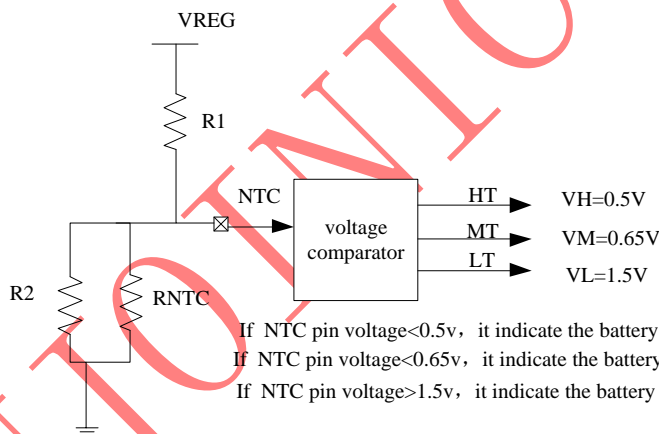 VREG
R1
NTC
voltage
comparator
HT
MT
LT
VH=0.5V
VM=0.65V
VL=1.5V
R2
RNTC
If NTC pin voltage<0.5v，it indicate the battery
If NTC pin voltage<0.65v，it indicate the battery
If NTC pin voltage>1.5v，it indicate the battery